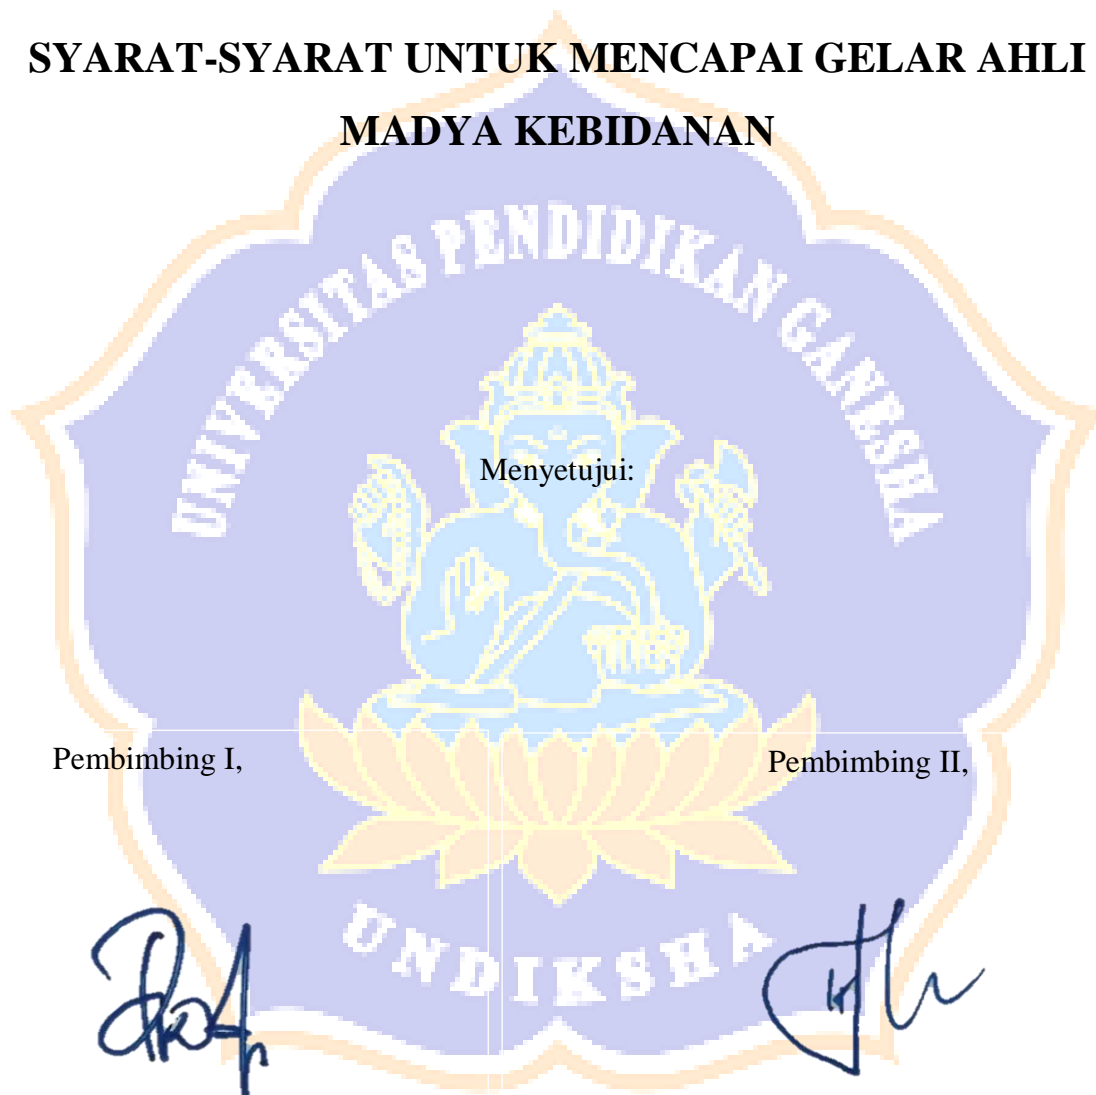 SYARAT-SYARAT UNTUK MENCAPAI GELAR AHLI
MADYA KEBIDANAN
UNIVERSITAS PENDIDIKAN GANESHA
Menyetujui:
Pembimbing I,
Pembimbing II,
UNDIKSHA